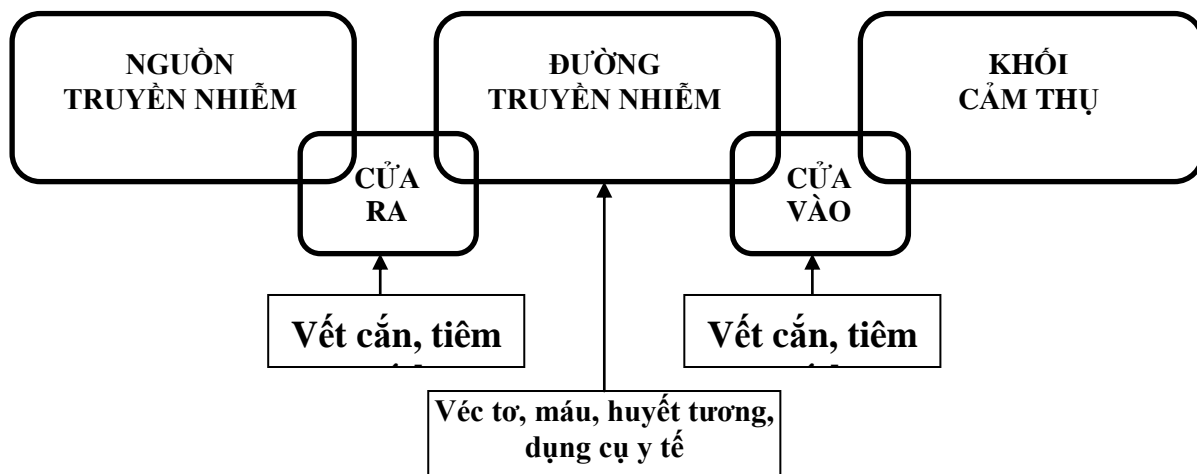 NGUỒN
TRUYỀN NHIỄM
ĐƯỜNG
TRUYỀN NHIỄM
KHỐI
CẢM THỤ
CỬA
RA
CỬA
VÀO
Vết cắn, tiêm
Vết cắn, tiêm
Véc tơ, máu, huyết tương,
dụng cụ y tế